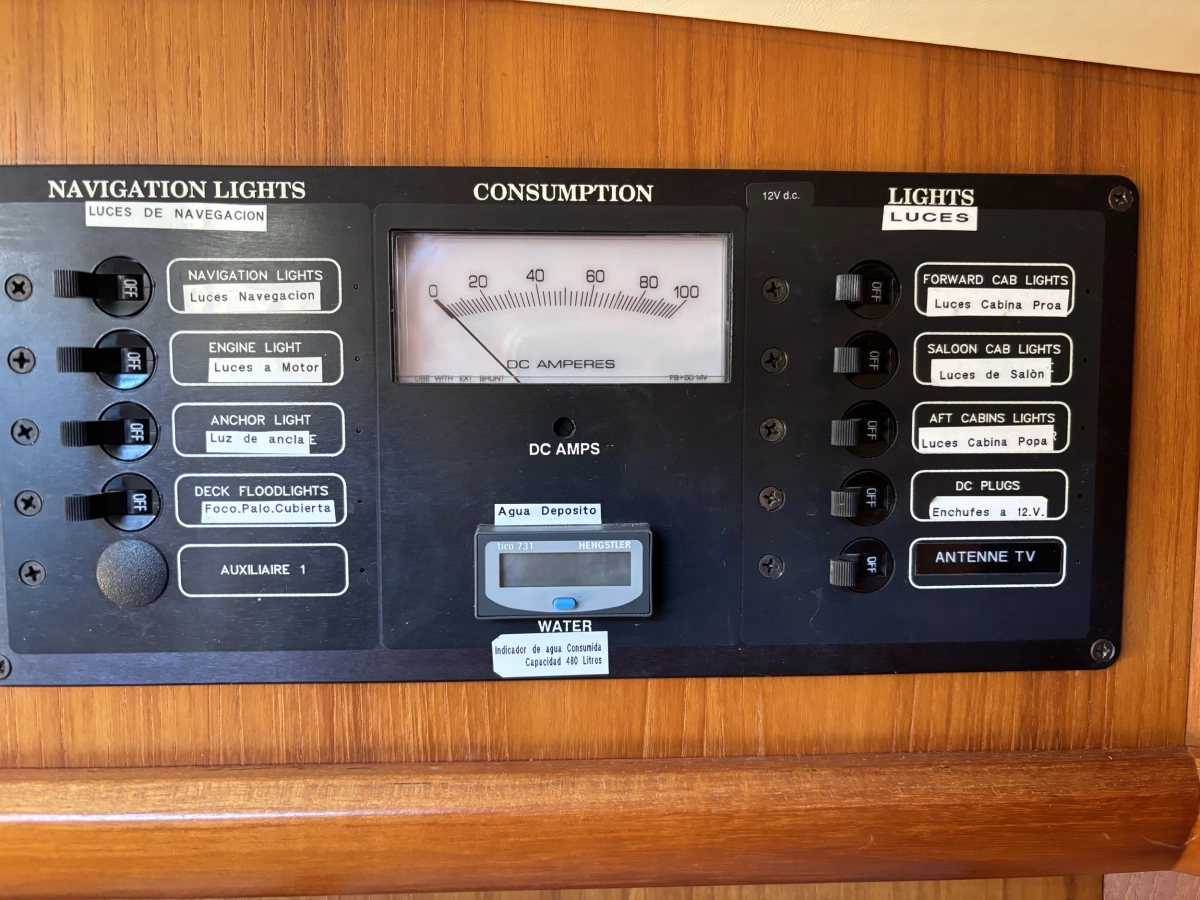 NAVIGATION LIGHTS
LUCES DE NAVEGACION
OFF
NAVIGATION LIGHTS
Luces Navegacion
OFF
ENGINE LIGHT
Luces a Motor
OFF
ANCHOR LIGHT
Luz de ancla
OFF
DECK FLOODLIGHTS
Foco.Palo.Cubierta
AUXILIAIRE 1
CONSUMPTION
0 20 40 60 80 100
DC AMPERES
USE WITH EXT. SHUNT
DC AMPS
Agua Deposito
tico 731 HENGSTLER
WATER
Indicador de agua Consumida
Capacidad 480 Litros
12V d.c.
LIGHTS
LUCES
OFF
FORWARD CAB LIGHTS
Luces Cabina Proa
OFF
SALOON CAB LIGHTS
Luces de Salòn
OFF
AFT CABINS LIGHTS
Luces Cabina Popa
OFF
DC PLUGS
Enchufes a 12.V.
OFF
ANTENNE TV